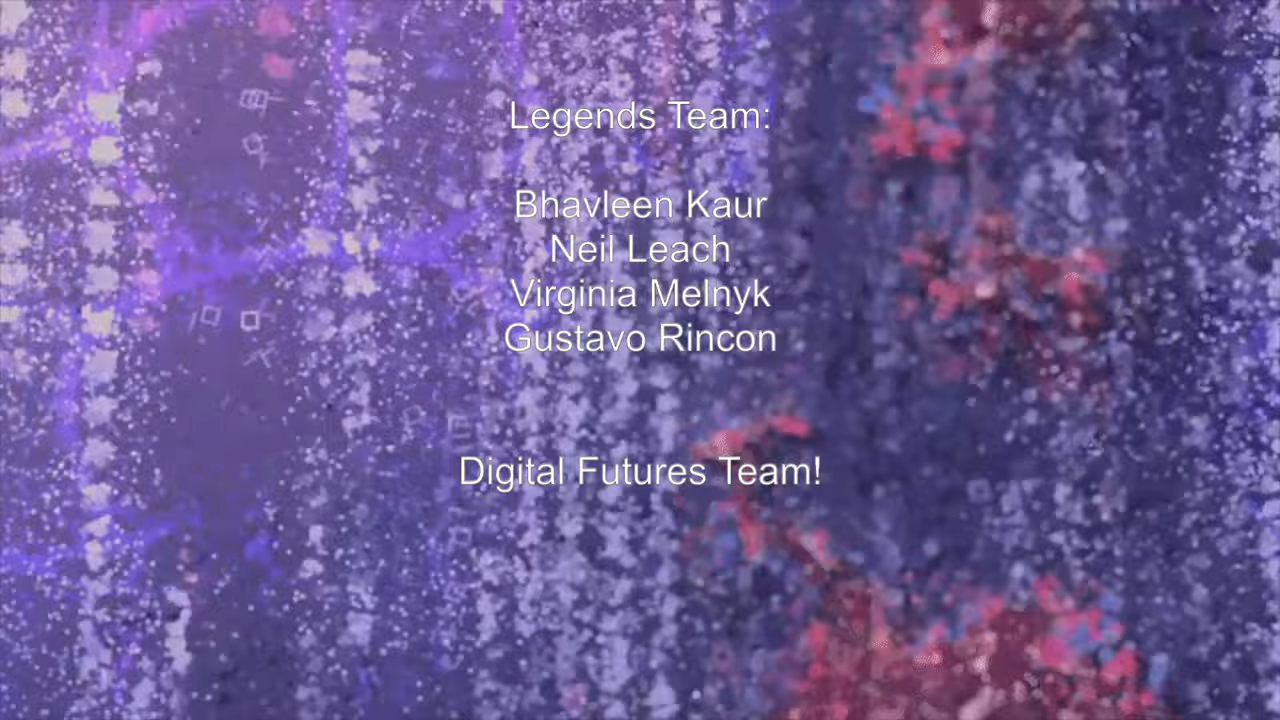 Legends Team:
Bhavleen Kaur
Neil Leach
Virginia Melnyk
Gustavo Rincon
Digital Futures Team!